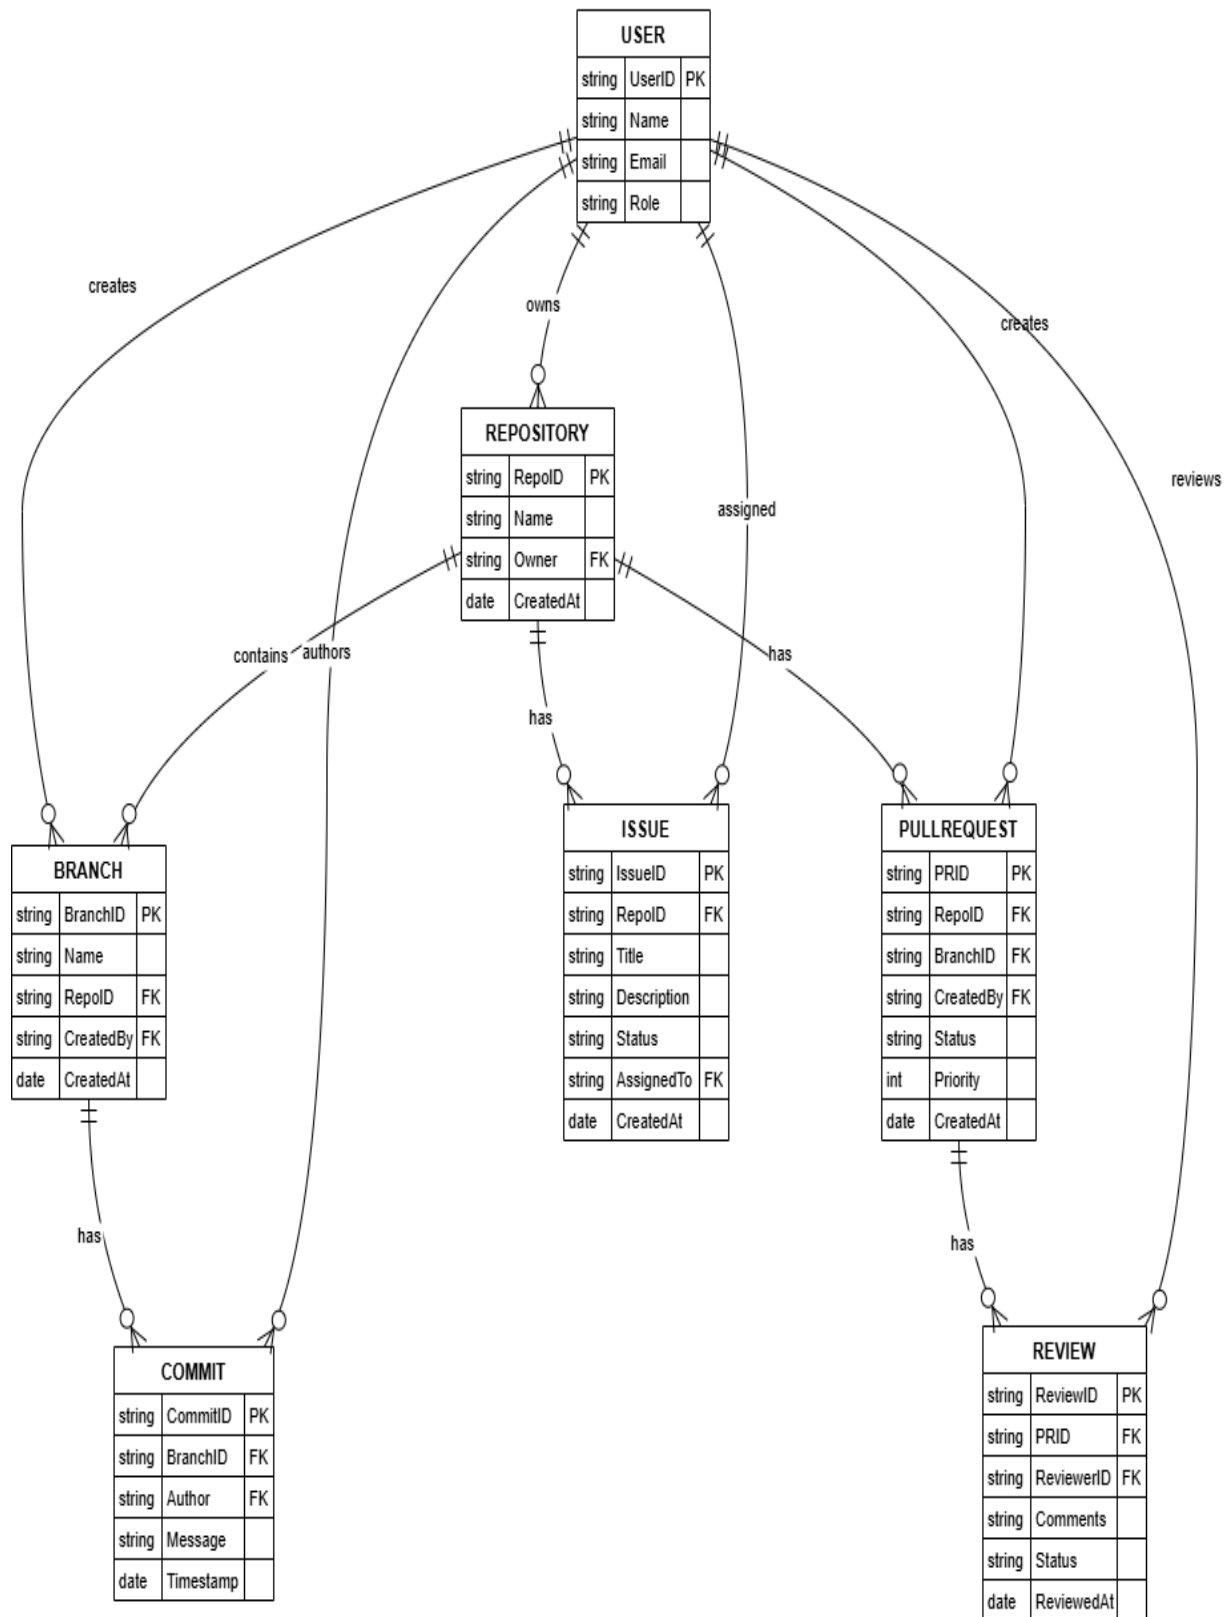 USER
string UserID PK
string Name
string Email
string Role
creates
owns
creates
reviews
assigned
REPOSITORY
string RepoID PK
string Name
string Owner FK
date CreatedAt
contains
authors
has
has
BRANCH
string BranchID PK
string Name
string RepoID FK
string CreatedBy FK
date CreatedAt
ISSUE
string IssueID PK
string RepoID FK
string Title
string Description
string Status
string AssignedTo FK
date CreatedAt
PULLREQUEST
string PRID PK
string RepoID FK
string BranchID FK
string CreatedBy FK
string Status
int Priority
date CreatedAt
has
has
COMMIT
string CommitID PK
string BranchID FK
string Author FK
string Message
date Timestamp
REVIEW
string ReviewID PK
string PRID FK
string ReviewerID FK
string Comments
string Status
date ReviewedAt